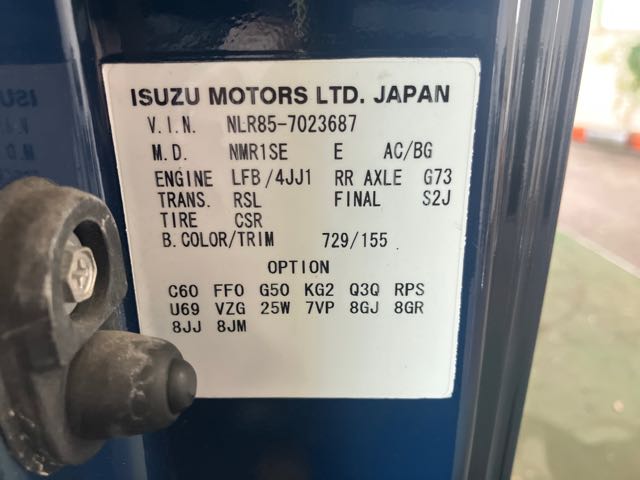 ISUZU MOTORS LTD. JAPAN
V.I.N. NLR85-7023687
M.D. NMR1SE E AC/BG
ENGINE LFB/4JJ1 RR AXLE G73
TRANS. RSL FINAL S2J
TIRE CSR
B.COLOR/TRIM 729/155
OPTION
C60 FF0 G50 KG2 Q3Q RPS
U69 VZG 25W 7VP 8GJ 8GR
8JJ 8JM